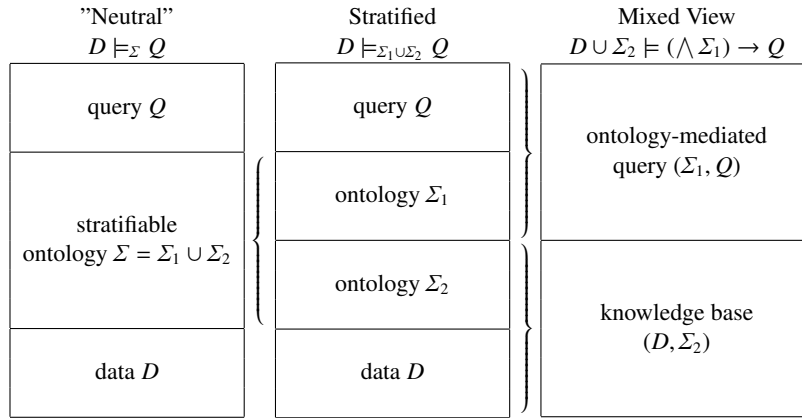 ”Neutral”
D ⊨Σ Q
query Q
stratifiable
ontology Σ = Σ1 ∪ Σ2
data D
Stratified
D ⊨Σ1∪Σ2 Q
query Q
ontology Σ1
ontology Σ2
data D
Mixed View
D ∪ Σ2 ⊨ (⋀ Σ1) → Q
ontology-mediated
query (Σ1, Q)
knowledge base
(D, Σ2)